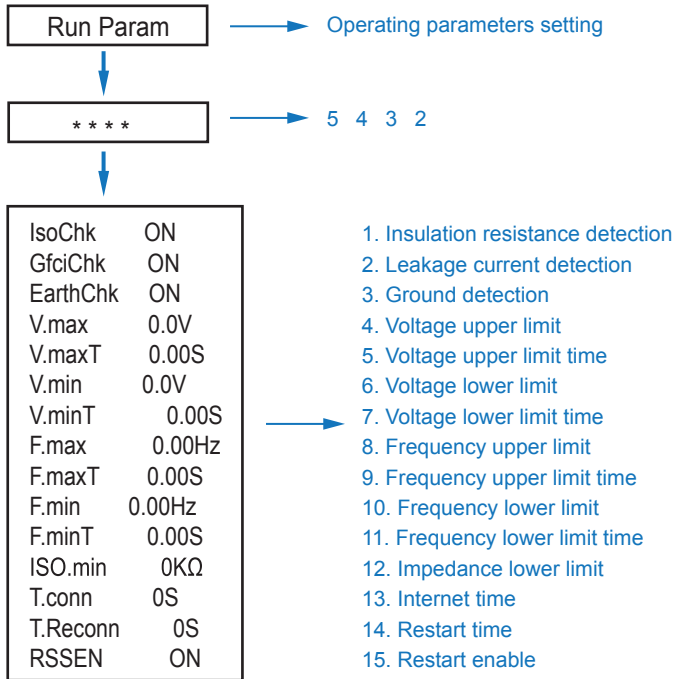 Run Param
Operating parameters setting
* * * *
5 4 3 2
IsoChk ON
GfciChk ON
EarthChk ON
V.max 0.0V
V.maxT 0.00S
V.min 0.0V
V.minT 0.00S
F.max 0.00Hz
F.maxT 0.00S
F.min 0.00Hz
F.minT 0.00S
ISO.min 0KΩ
T.conn 0S
T.Reconn 0S
RSSEN ON
1. Insulation resistance detection
2. Leakage current detection
3. Ground detection
4. Voltage upper limit
5. Voltage upper limit time
6. Voltage lower limit
7. Voltage lower limit time
8. Frequency upper limit
9. Frequency upper limit time
10. Frequency lower limit
11. Frequency lower limit time
12. Impedance lower limit
13. Internet time
14. Restart time
15. Restart enable